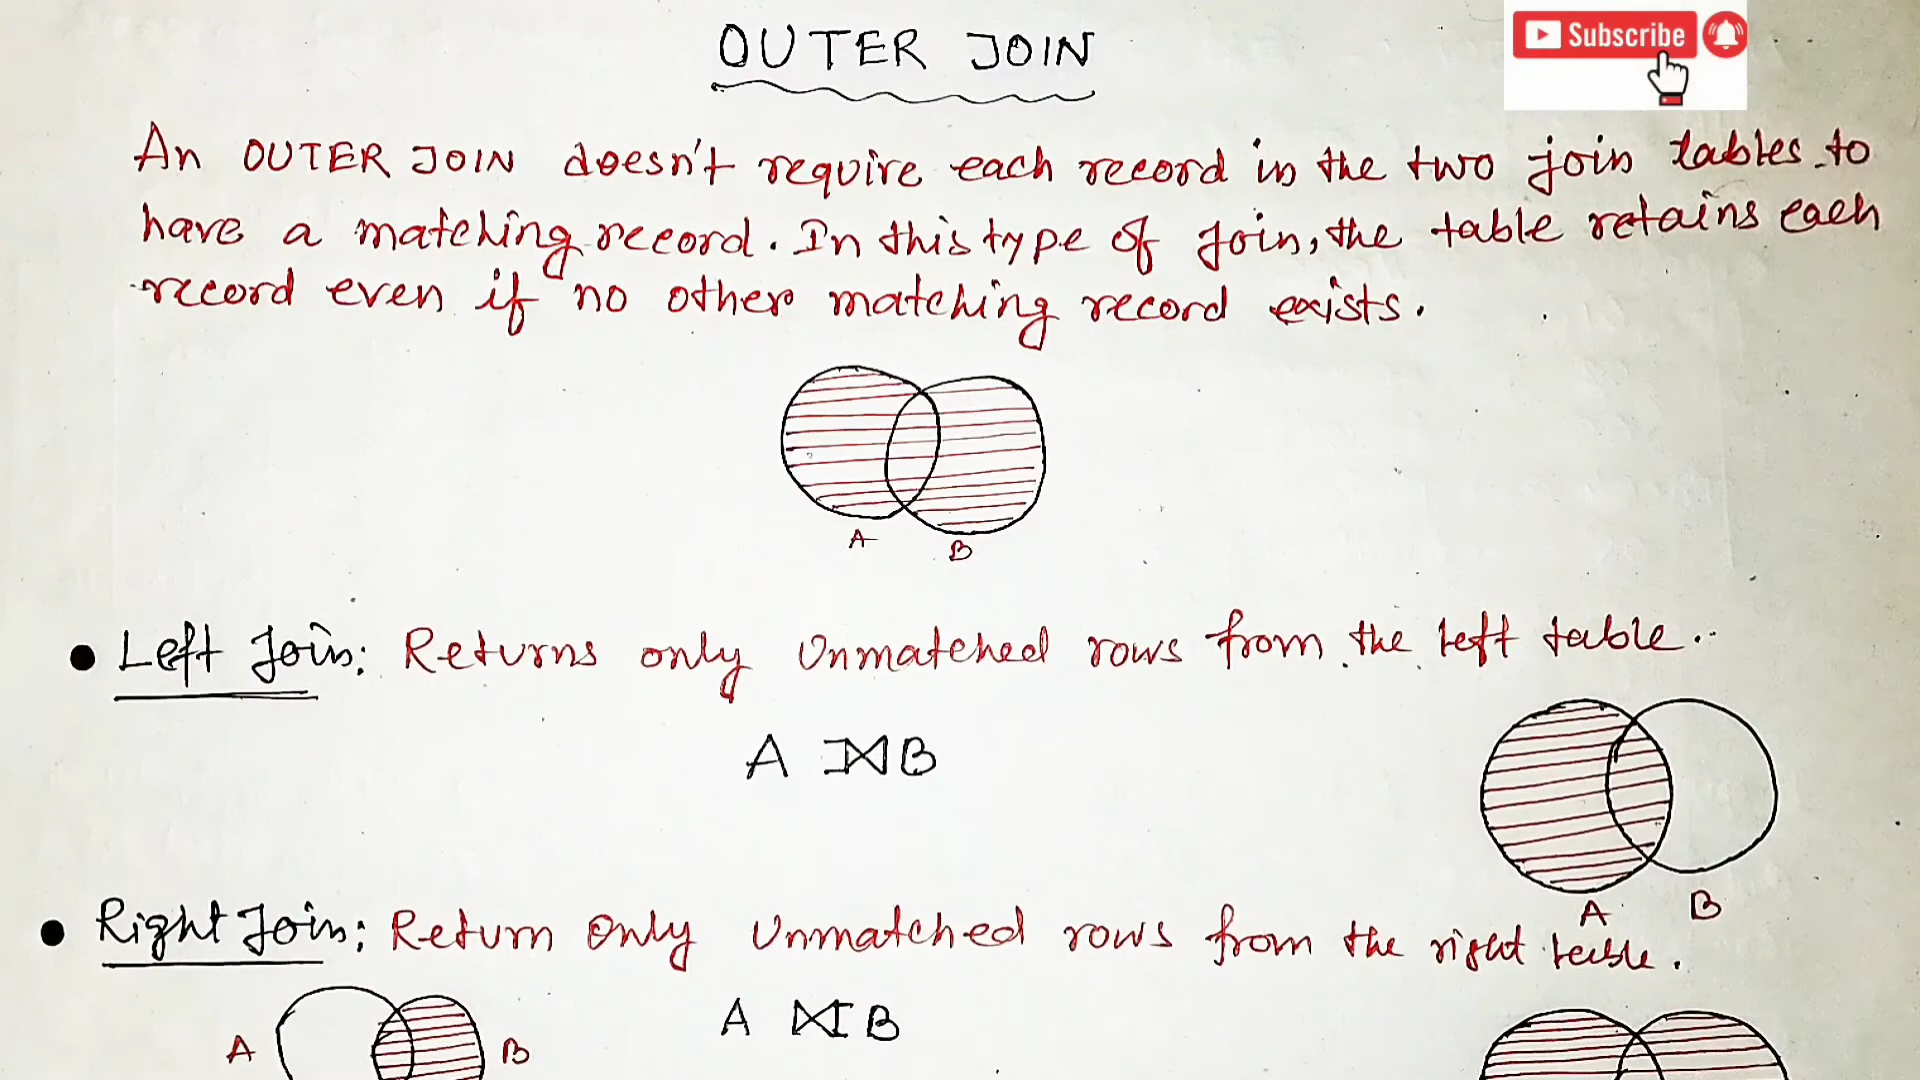 OUTER JOIN
Subscribe
An OUTER JOIN doesn't require each record in the two join tables to
have a matching record. In this type of join, the table retains each
record even if no other matching record exists.
A B
Left Join: Returns only Unmatched rows from the left table.
A ⟕ B
A B
Right Join: Return Only Unmatched rows from the right table.
A ⟖ B
A B